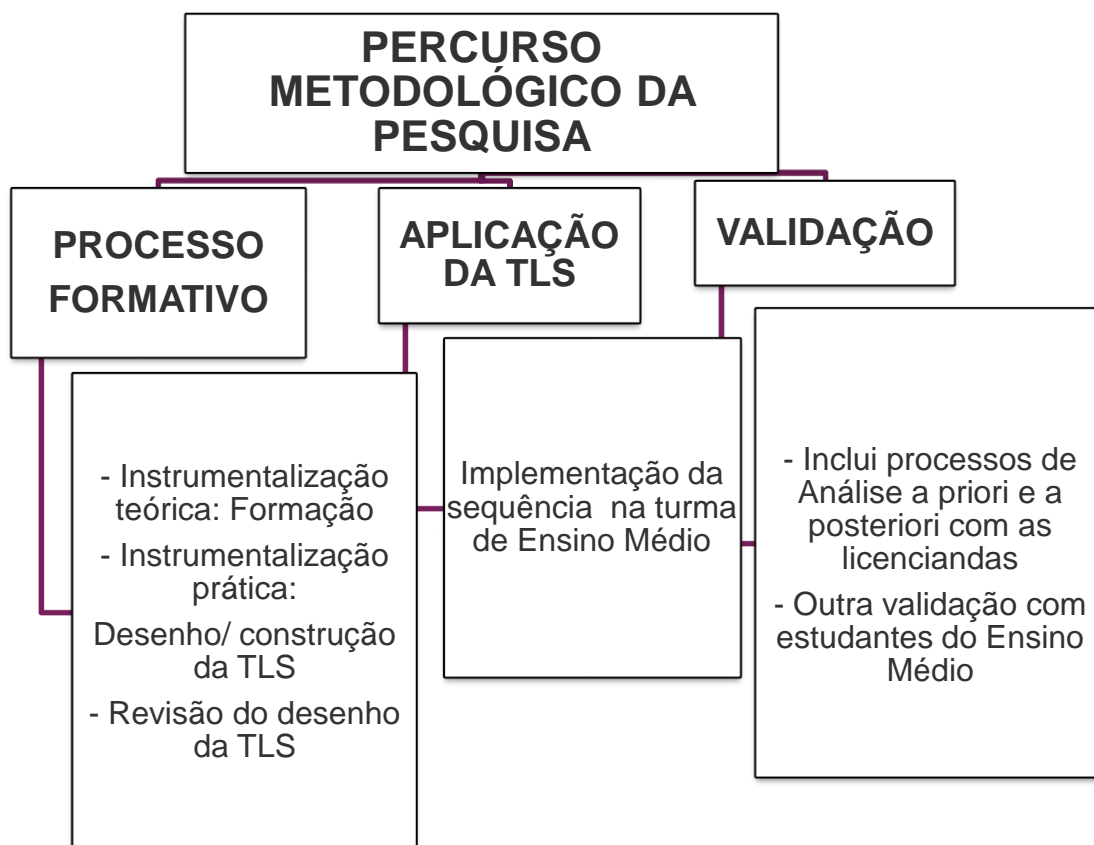 PERCURSO
METODOLÓGICO DA
PESQUISA
PROCESSO
FORMATIVO
APLICAÇÃO
DA TLS
VALIDAÇÃO
- Instrumentalização
teórica: Formação
- Instrumentalização
prática:
Desenho/ construção
da TLS
- Revisão do desenho
da TLS
Implementação da
sequência na turma
de Ensino Médio
- Inclui processos de
Análise a priori e a
posteriori com as
licenciandas
- Outra validação com
estudantes do Ensino
Médio